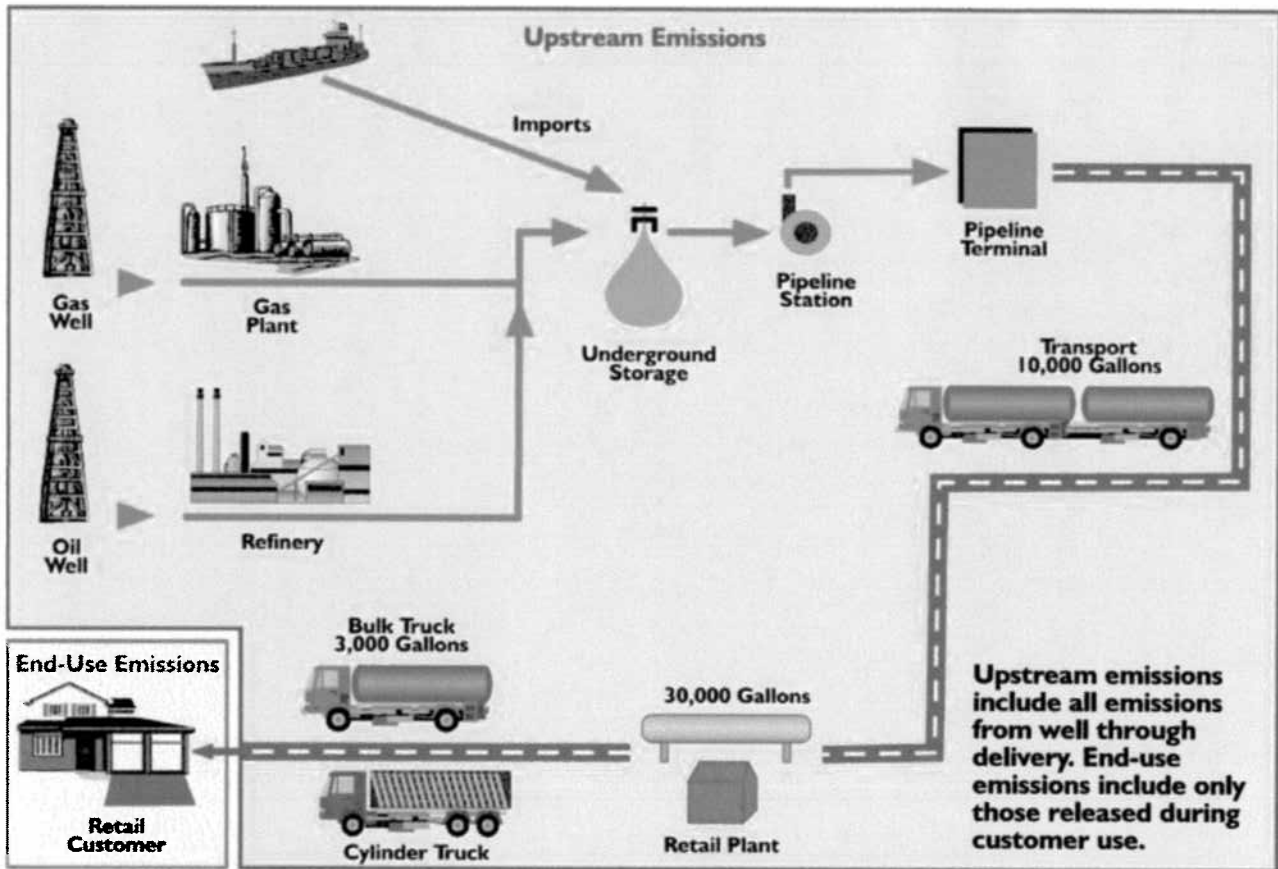 Upstream Emissions
Imports
Gas
Well
Gas
Plant
Underground
Storage
Pipeline
Station
Pipeline
Terminal
Transport
10,000 Gallons
Oil
Well
Refinery
Bulk Truck
3,000 Gallons
End-Use Emissions
30,000 Gallons
Upstream emissions
include all emissions
from well through
delivery. End-use
emissions include only
those released during
customer use.
Retail
Customer
Cylinder Truck
Retail Plant